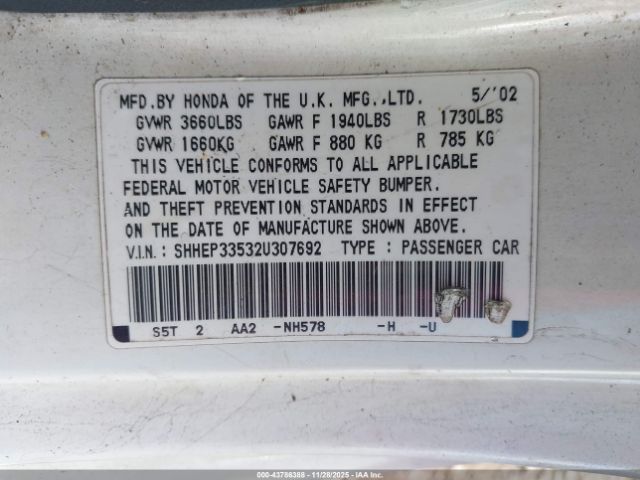 MFD.BY HONDA OF THE U.K. MFG.,LTD. 5/'02
GVWR 3660LBS GAWR F 1940LBS R 1730LBS
GVWR 1660KG GAWR F 880 KG R 785 KG
THIS VEHICLE CONFORMS TO ALL APPLICABLE
FEDERAL MOTOR VEHICLE SAFETY BUMPER.
AND THEFT PREVENTION STANDARDS IN EFFECT
ON THE DATE OF MANUFACTURE SHOWN ABOVE.
V.I.N. : SHHEP33532U307692 TYPE : PASSENGER CAR
S5T 2 AA2 -NH578 -H -U
000-43786388 - 11/28/2025 - IAA Inc.